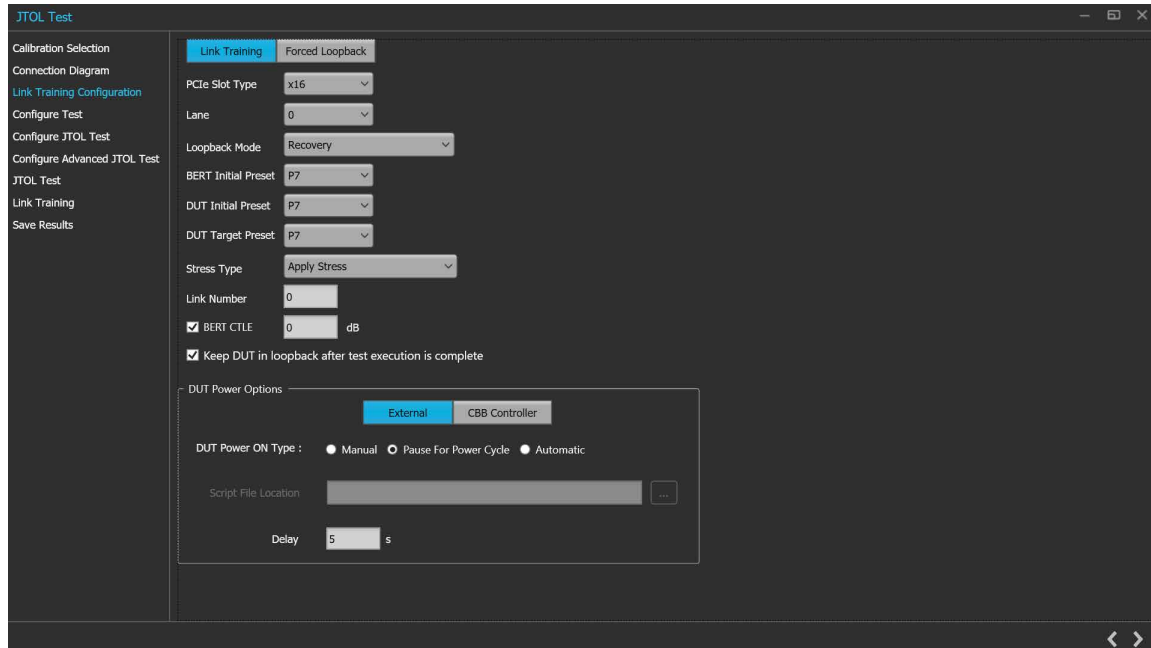 JTOL Test
Calibration Selection
Connection Diagram
Link Training Configuration
Configure Test
Configure JTOL Test
Configure Advanced JTOL Test
JTOL Test
Link Training
Save Results
Link Training Forced Loopback
PCIe Slot Type x16
Lane 0
Loopback Mode Recovery
BERT Initial Preset P7
DUT Initial Preset P7
DUT Target Preset P7
Stress Type Apply Stress
Link Number 0
BERT CTLE 0 dB
Keep DUT in loopback after test execution is complete
DUT Power Options
External CBB Controller
DUT Power ON Type : Manual Pause For Power Cycle Automatic
Script File Location ...
Delay 5 s